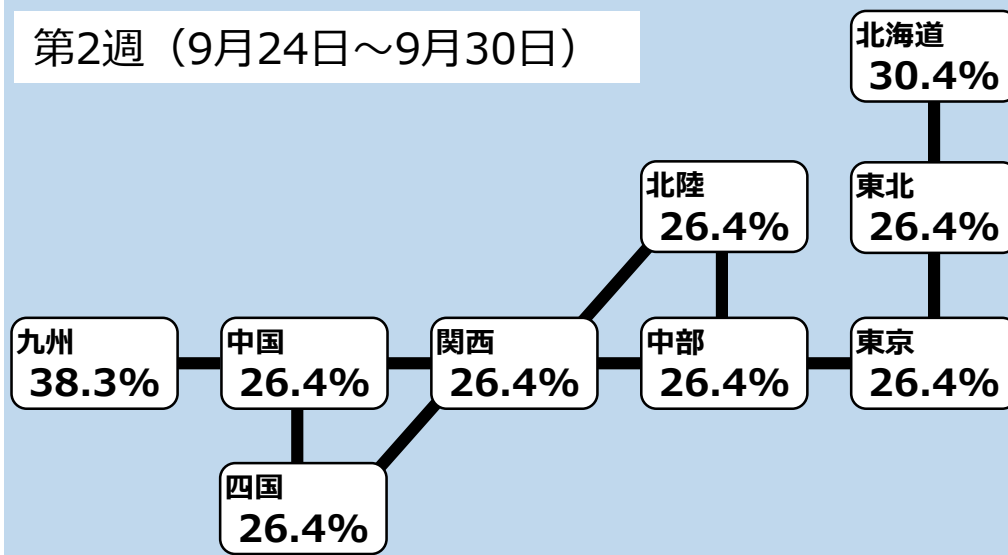 第2週（9月24日～9月30日）
北海道
30.4%
北陸
26.4%
東北
26.4%
九州
38.3%
中国
26.4%
関西
26.4%
中部
26.4%
東京
26.4%
四国
26.4%